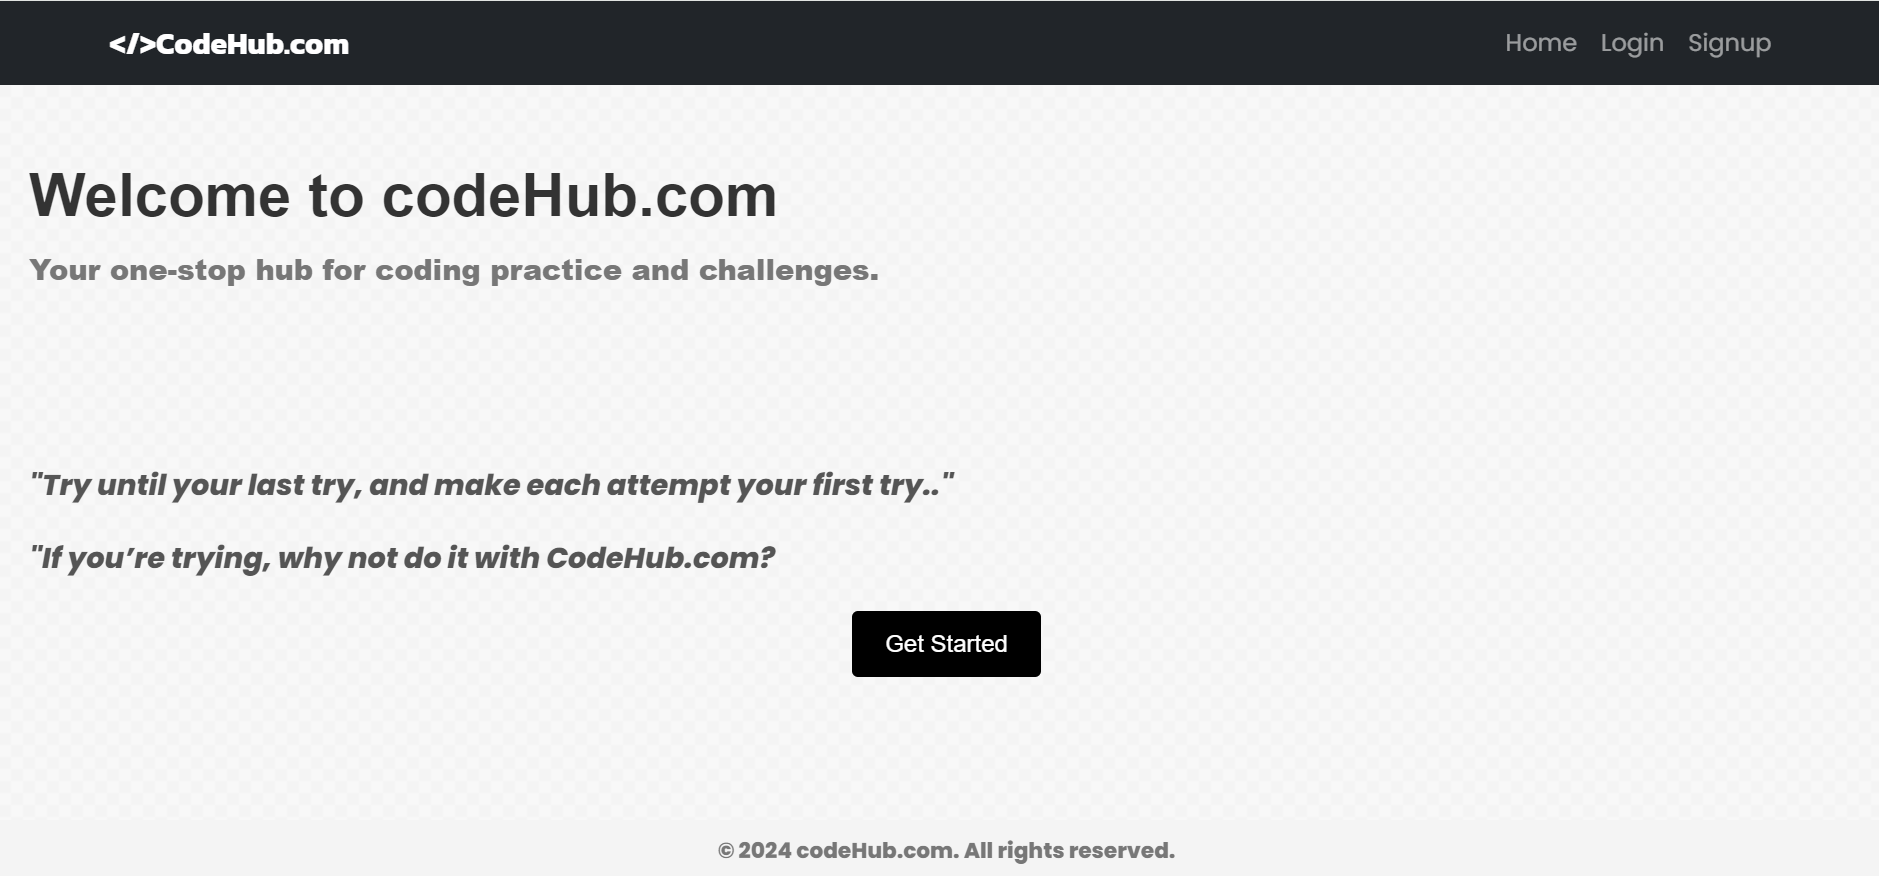 </>CodeHub.com
Home Login Signup
Welcome to codeHub.com
Your one-stop hub for coding practice and challenges.
"Try until your last try, and make each attempt your first try.."
"If you’re trying, why not do it with CodeHub.com?
Get Started
© 2024 codeHub.com. All rights reserved.